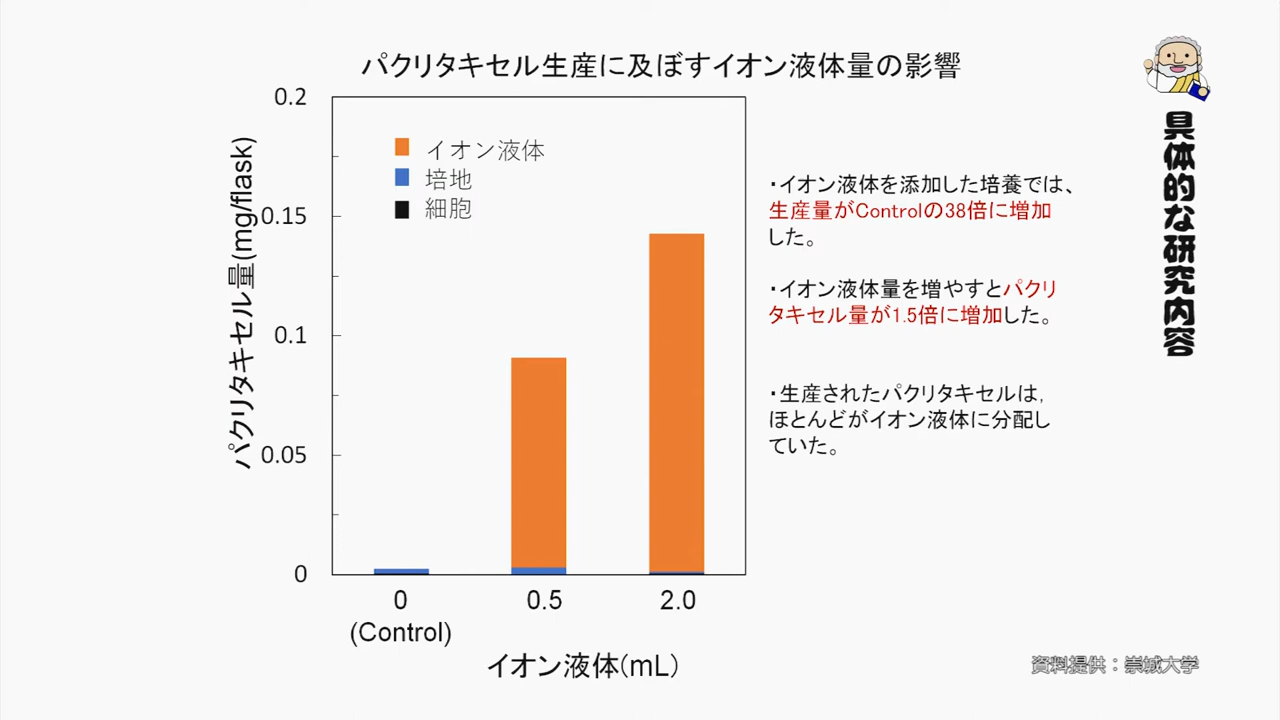 パクリタキセル生産に及ぼすイオン液体量の影響
パクリタキセル量(mg/flask)
0.2
0.15
0.1
0.05
0
イオン液体
培地
細胞
0
(Control)
0.5
2.0
イオン液体(mL)
・イオン液体を添加した培養では、
生産量がControlの38倍に増加
した。
・イオン液体量を増やすとパクリ
タキセル量が1.5倍に増加した。
・生産されたパクリタキセルは,
ほとんどがイオン液体に分配し
ていた。
具体的な研究内容
資料提供：崇城大学